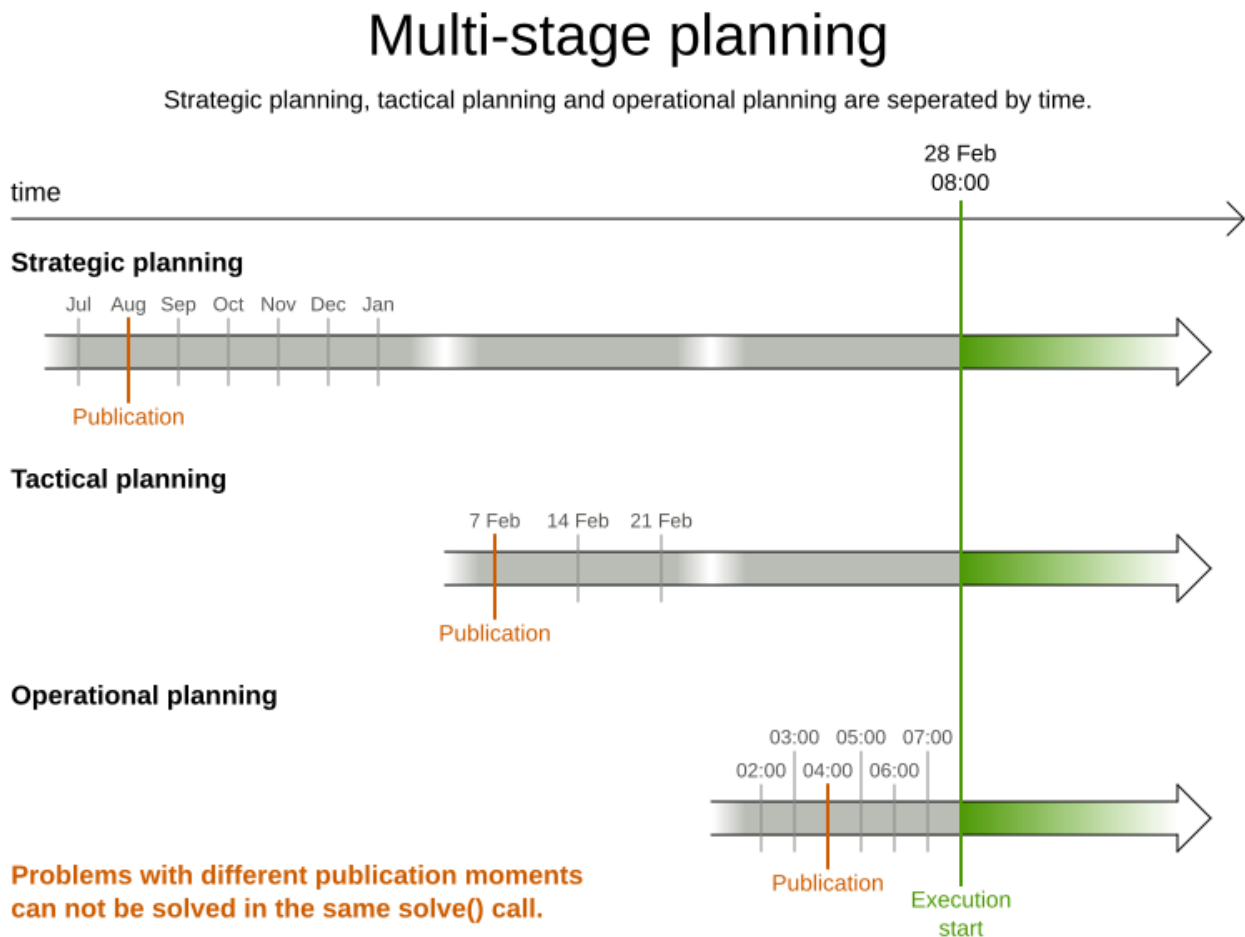 Multi-stage planning
Strategic planning, tactical planning and operational planning are seperated by time.
28 Feb
08:00
time
Strategic planning
Jul Aug Sep Oct Nov Dec Jan
Publication
Tactical planning
7 Feb 14 Feb 21 Feb
Publication
Operational planning
03:00 05:00 07:00
02:00 04:00 06:00
Publication
Execution
start
Problems with different publication moments
can not be solved in the same solve() call.